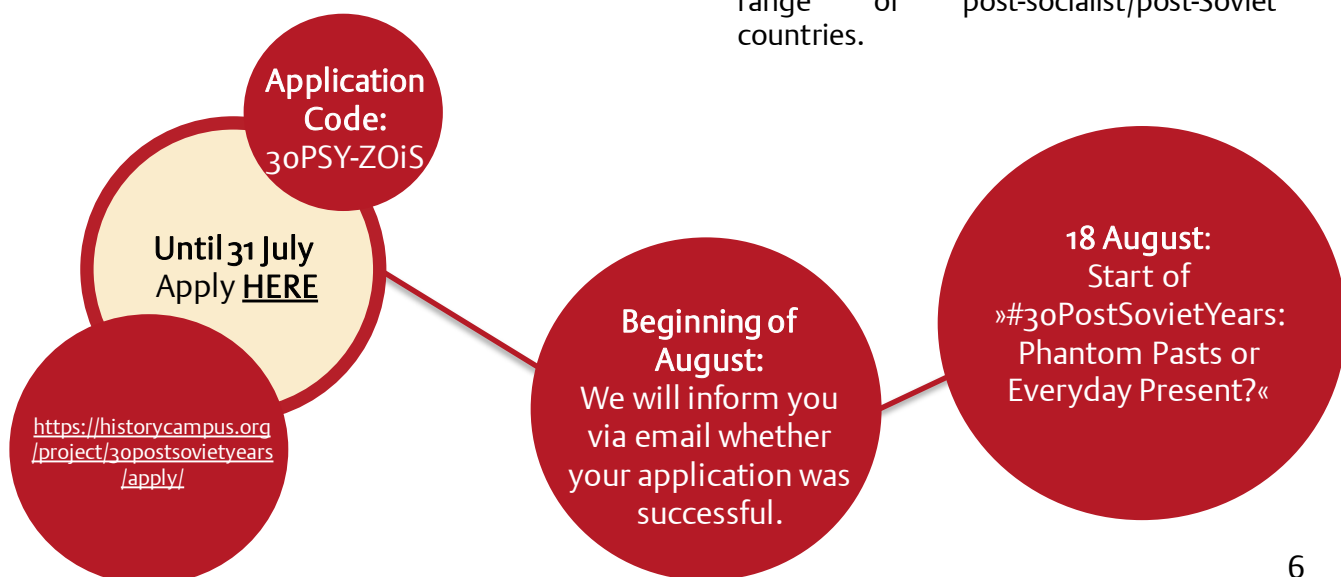 range of post-socialist/post-Soviet
countries.
Application
Code:
30PSY-ZOiS
Until 31 July
Apply HERE
https://historycampus.org
/project/30postsovietyears
/apply/
Beginning of
August:
We will inform you
via email whether
your application was
successful.
18 August:
Start of
»#30PostSovietYears:
Phantom Pasts or
Everyday Present?«
6